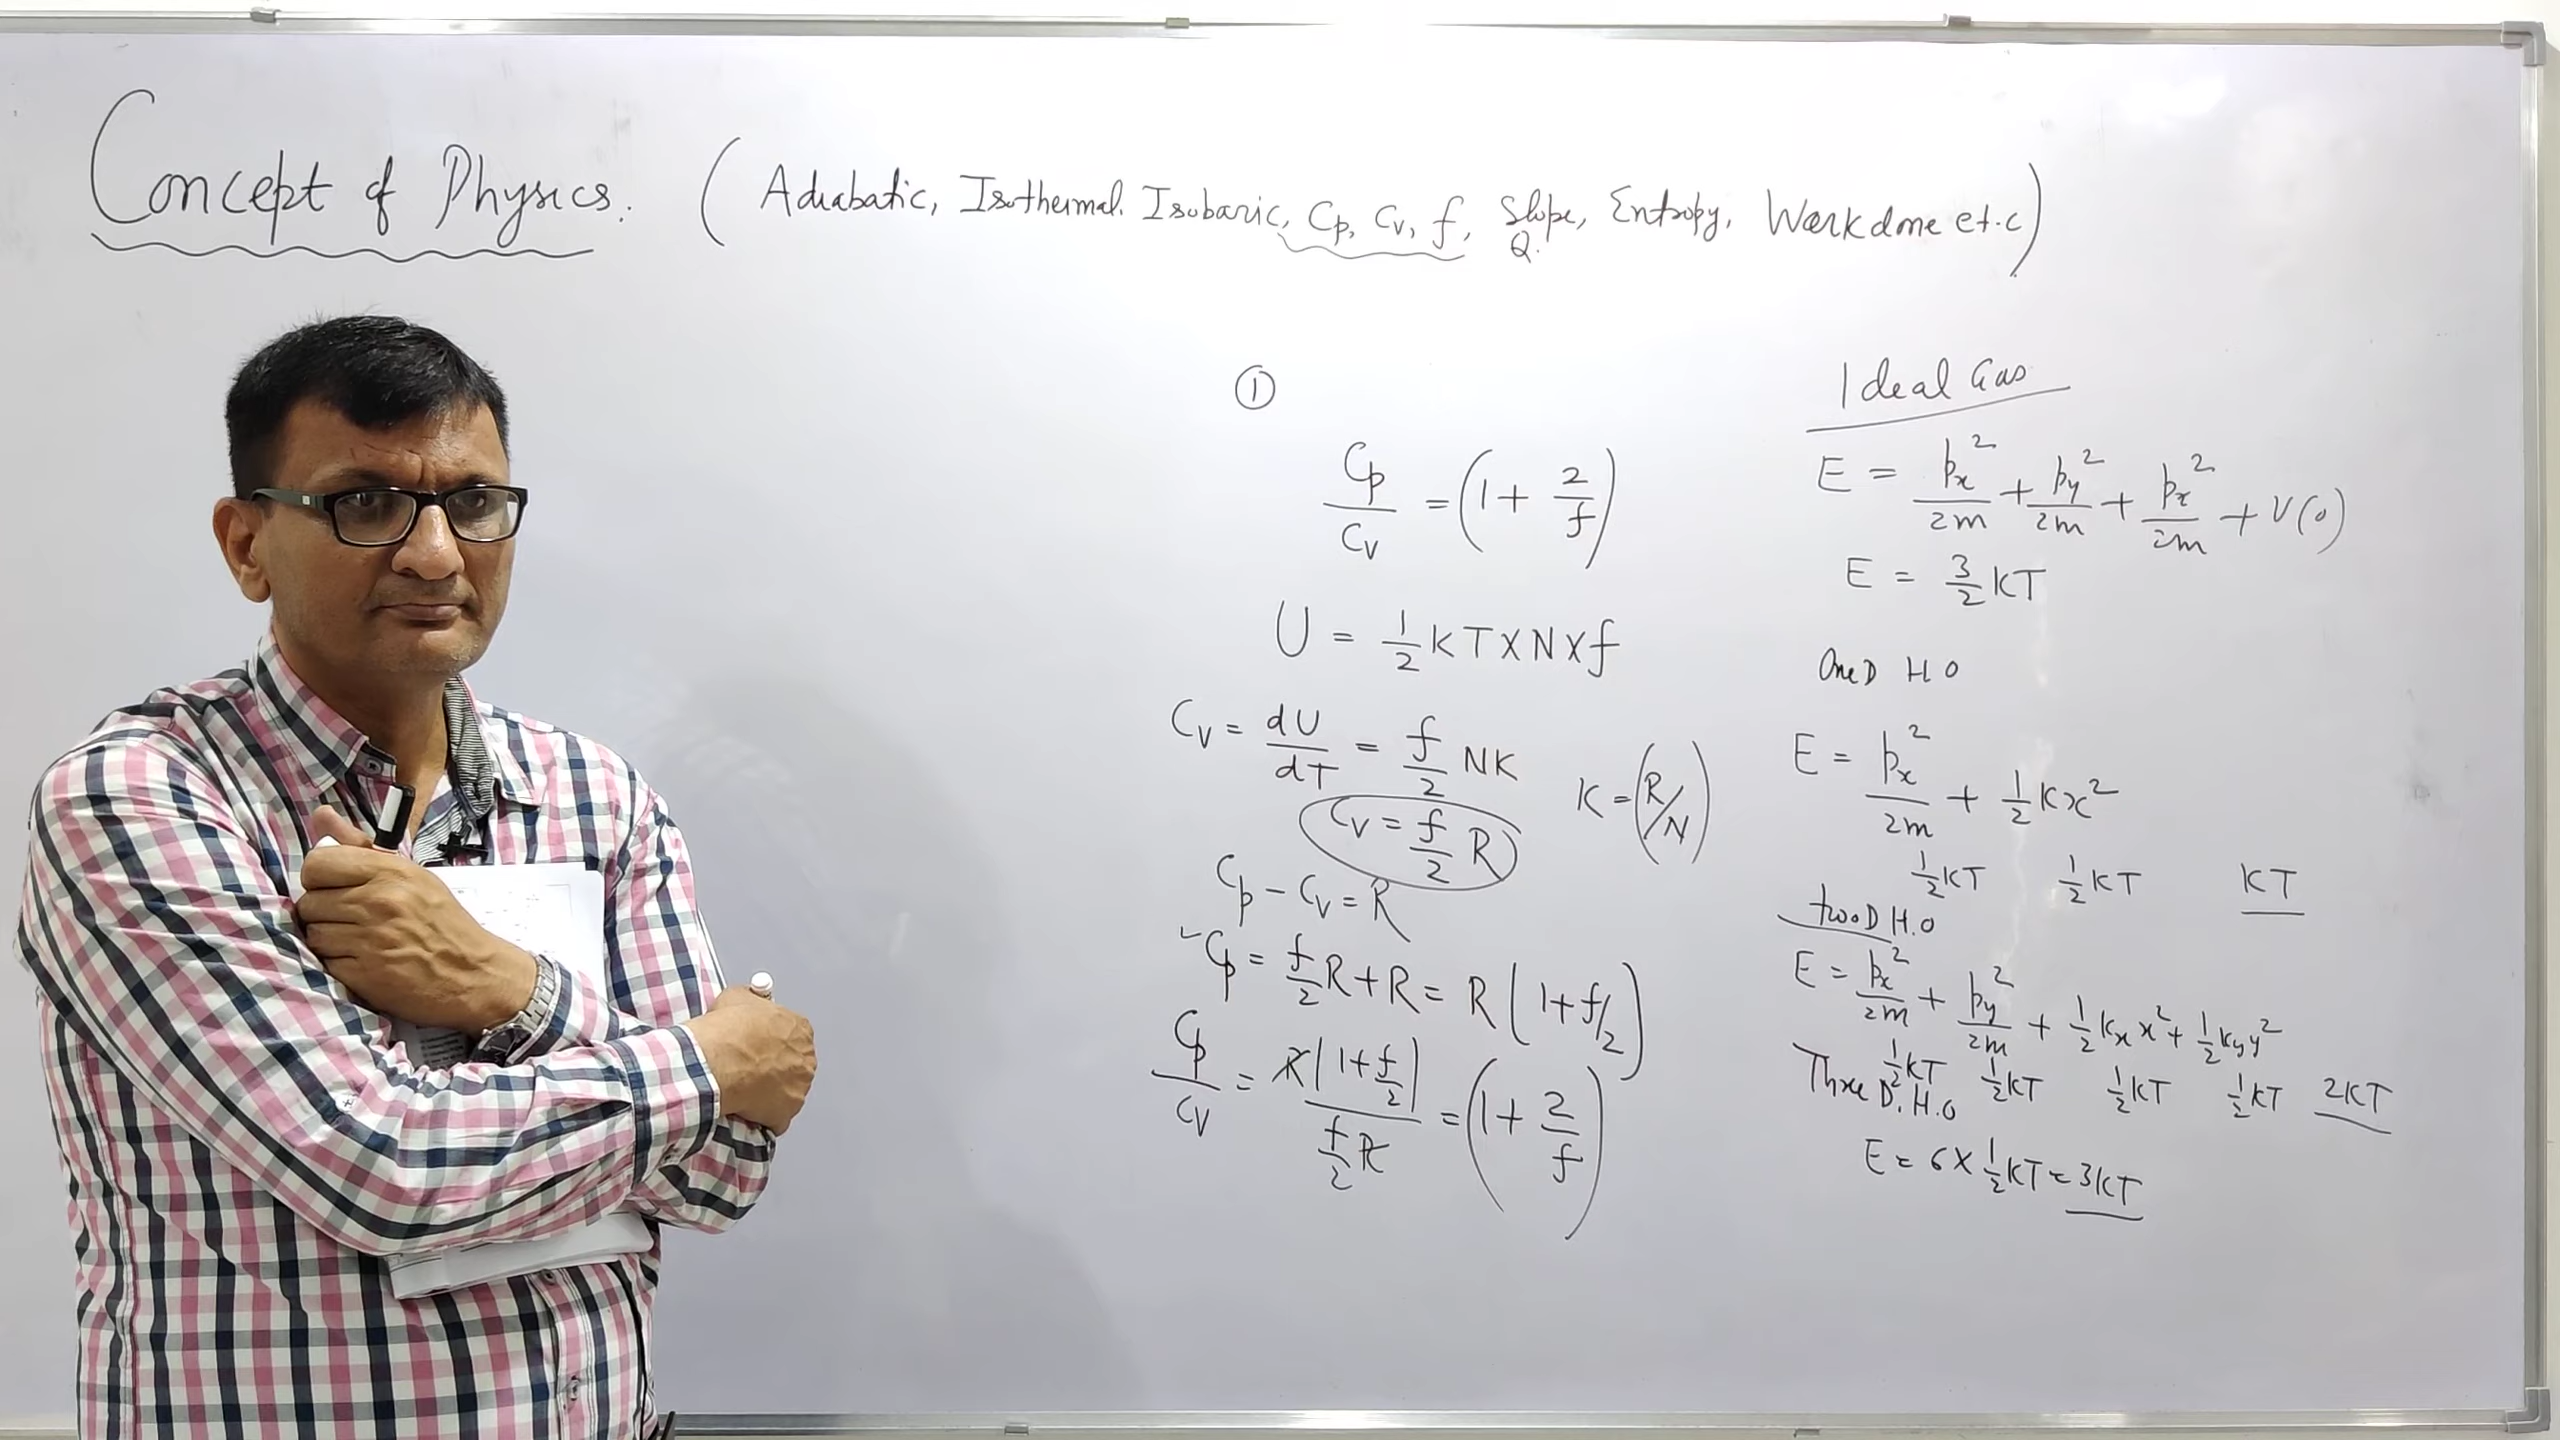 Concept of Physics. (Adiabatic, Isothermal. Isobaric, Cp, Cv, f, Slope, Entropy, Workdone et.c)
Q.
①
Cp/Cv = (1 + 2/f)
U = 1/2 KT X N X f
Cv = dU/dT = f/2 NK
K = (R/N)
Cv = f/2 R
Cp - Cv = R
Cp = f/2 R + R = R (1 + f/2)
Cp/Cv = R(1 + f/2) / f/2 R = (1 + 2/f)
Ideal Gas
E = px²/2m + py²/2m + pz²/2m + V(0)
E = 3/2 KT
One D H O
E = px²/2m + 1/2 Kx²
1/2 KT 1/2 KT KT
two D H.O
E = px²/2m + py²/2m + 1/2 Kx x² + 1/2 Ky y²
1/2 KT 1/2 KT 1/2 KT 1/2 KT 2KT
Three D. H.O
E = 6 X 1/2 KT = 3KT